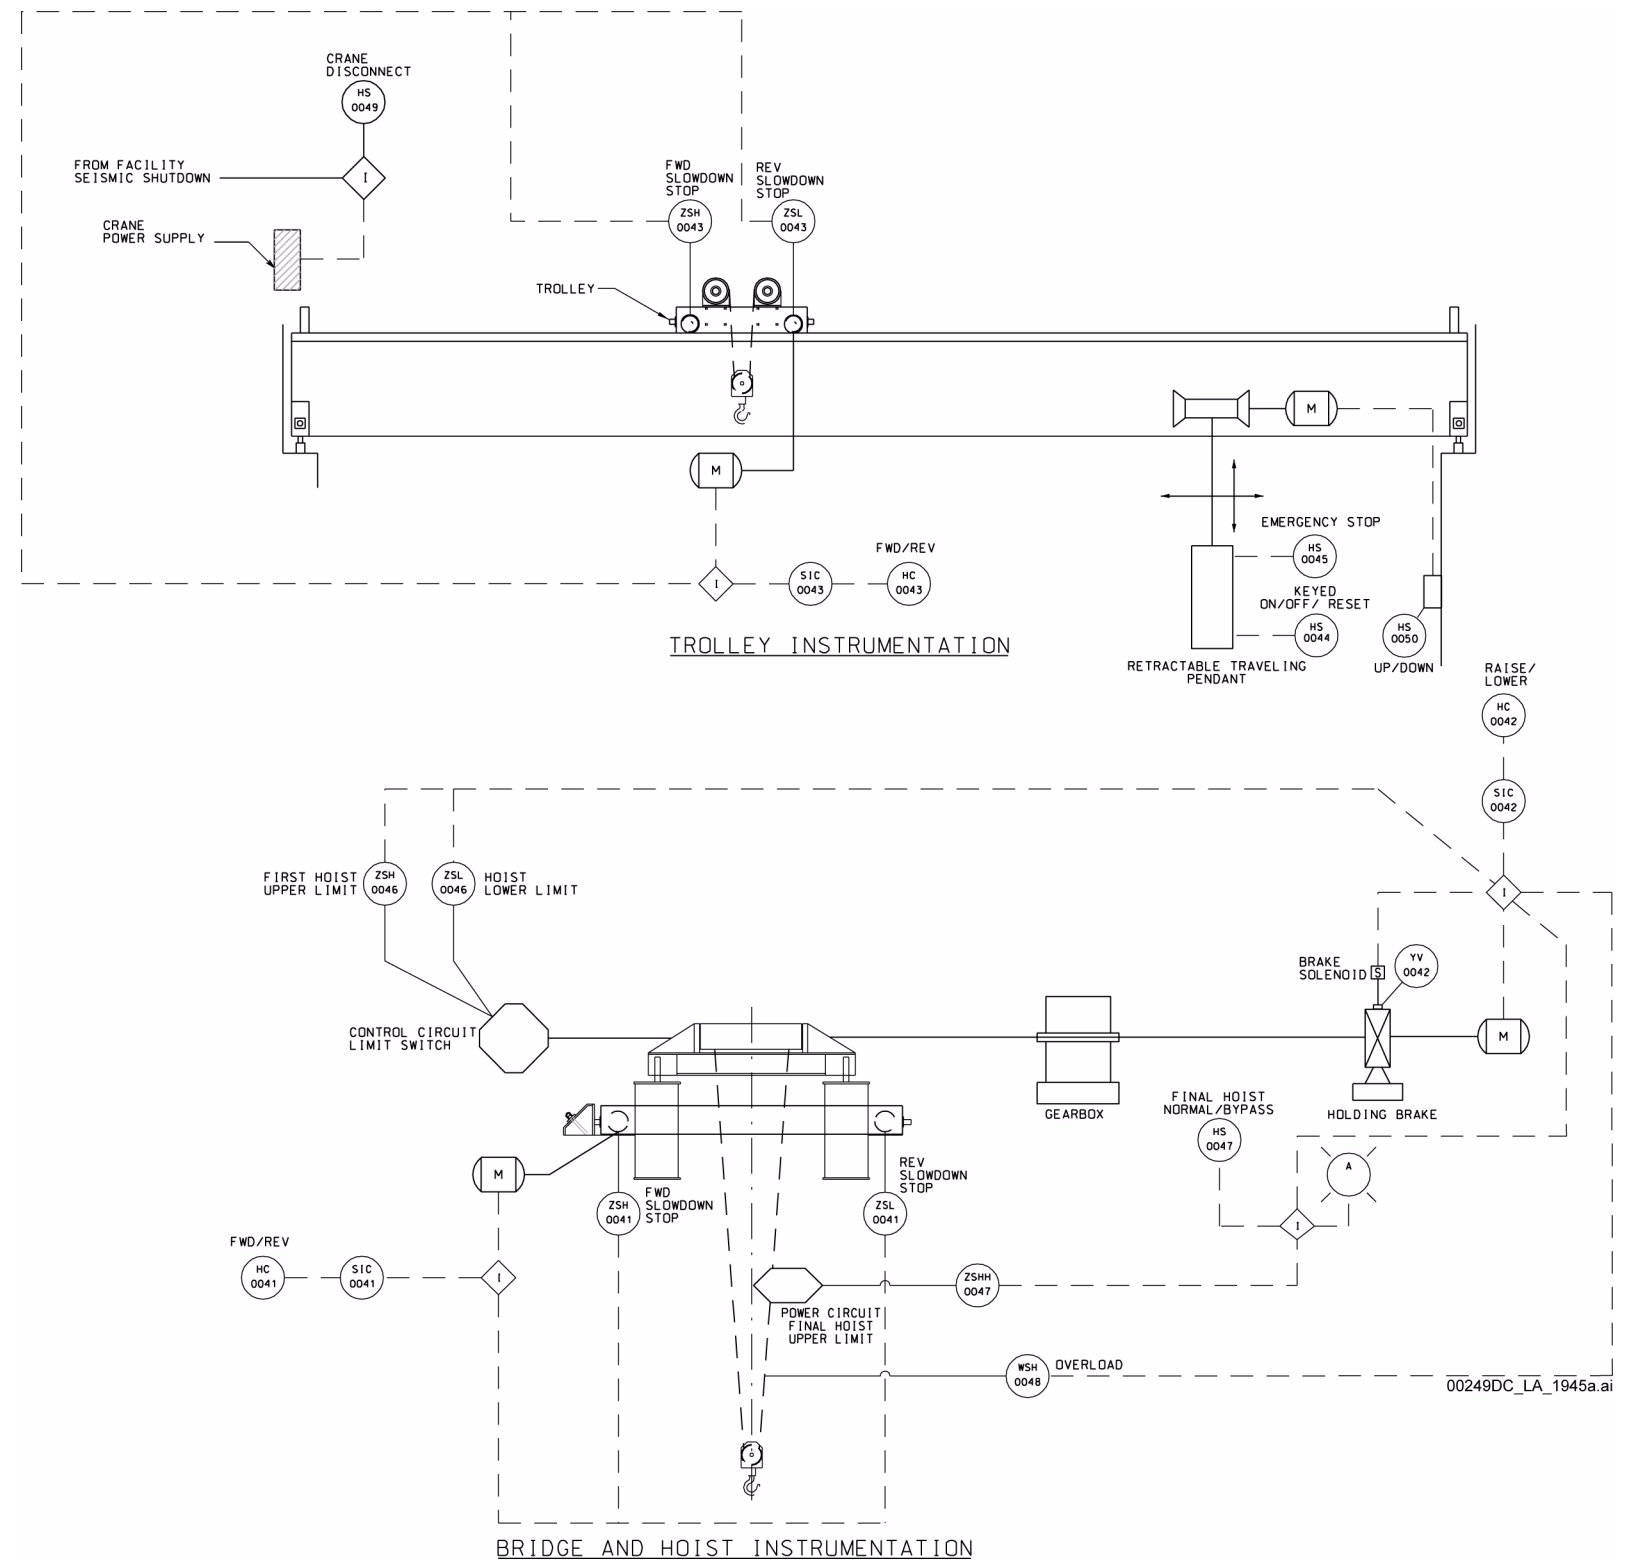 CRANE
DISCONNECT
HS
0049
FROM FACILITY
SEISMIC SHUTDOWN
I
CRANE
POWER SUPPLY
FWD
SLOWDOWN
STOP
REV
SLOWDOWN
STOP
ZSH
0043
ZSL
0043
TROLLEY
M
M
EMERGENCY STOP
HS
0045
FWD/REV
I
SIC
0043
HC
0043
KEYED
ON/OFF/ RESET
HS
0044
HS
0050
TROLLEY INSTRUMENTATION
RETRACTABLE TRAVELING
PENDANT
UP/DOWN
RAISE/
LOWER
HC
0042
SIC
0042
FIRST HOIST
UPPER LIMIT
ZSH
0046
ZSL
0046
HOIST
LOWER LIMIT
I
BRAKE
SOLENOID
S
YV
0042
CONTROL CIRCUIT
LIMIT SWITCH
M
GEARBOX
FINAL HOIST
NORMAL/BYPASS
HS
0047
HOLDING BRAKE
A
M
REV
SLOWDOWN
STOP
FWD
SLOWDOWN
STOP
ZSH
0041
ZSL
0041
I
FWD/REV
HC
0041
SIC
0041
I
ZSHH
0047
POWER CIRCUIT
FINAL HOIST
UPPER LIMIT
WSH
0048
OVERLOAD
00249DC_LA_1945a.ai
BRIDGE AND HOIST INSTRUMENTATION